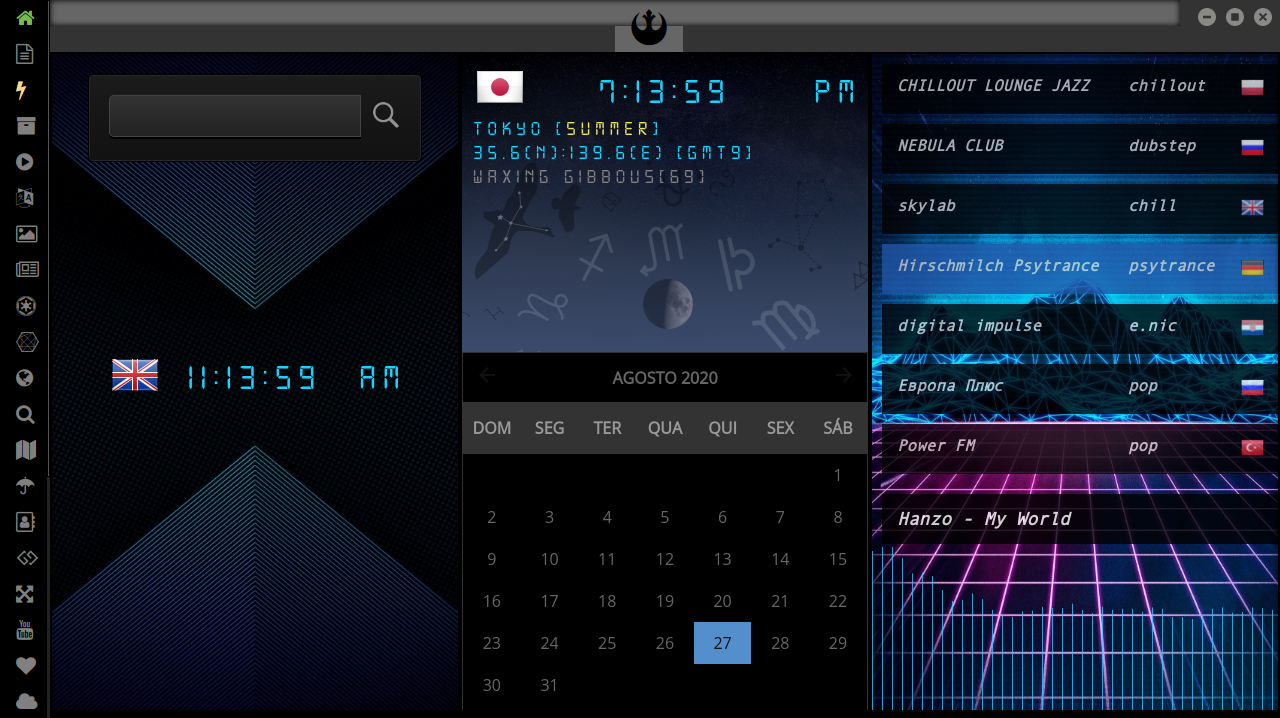 11:13:59 AM
7:13:59 PM
TOKYO [SUMMER]
35.6(N):139.6(E) [GMT9]
WAXING GIBBOUS[69]
AGOSTO 2020
DOM SEG TER QUA QUI SEX SÁB
1
2 3 4 5 6 7 8
9 10 11 12 13 14 15
16 17 18 19 20 21 22
23 24 25 26 27 28 29
30 31
CHILLOUT LOUNGE JAZZ chillout
NEBULA CLUB dubstep
skylab chill
Hirschmilch Psytrance psytrance
digital impulse e.nic
Европа Плюс pop
Power FM pop
Hanzo - My World
You Tube